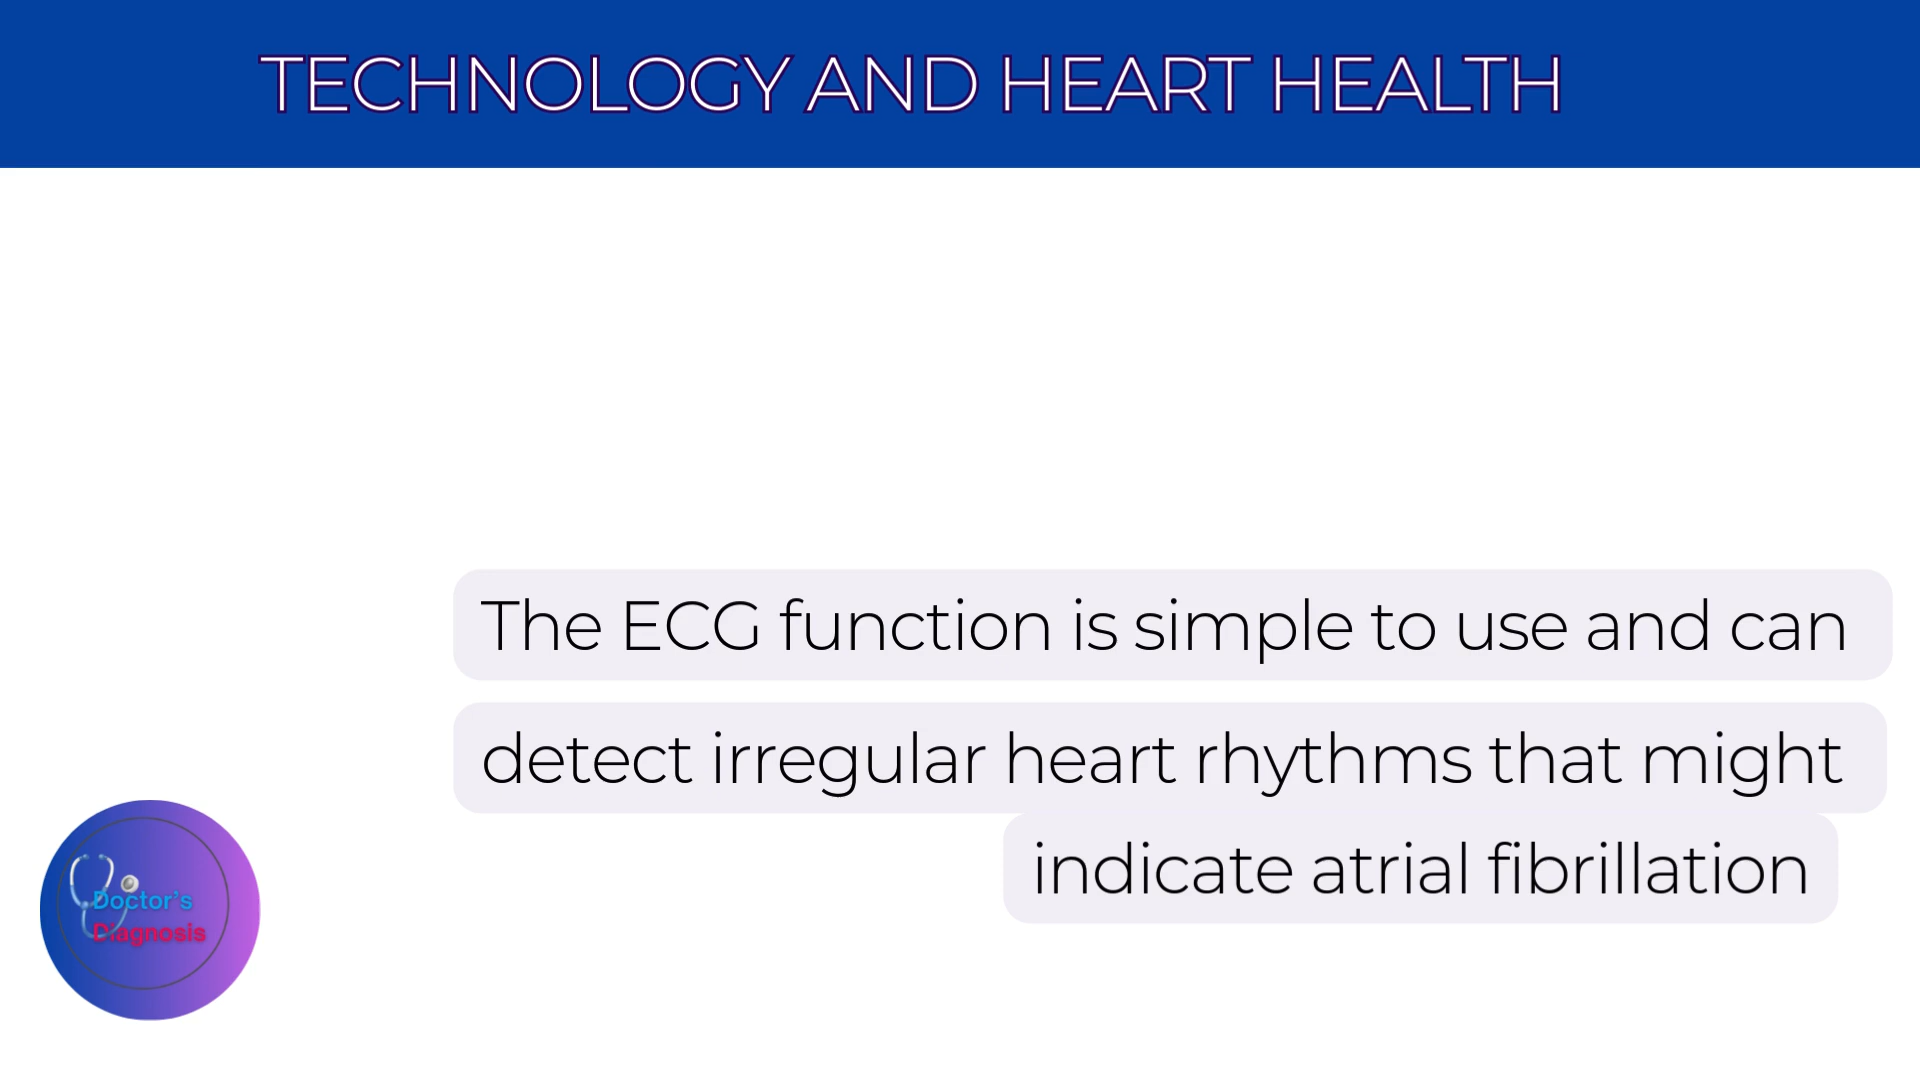 TECHNOLOGY AND HEART HEALTH
The ECG function is simple to use and can
detect irregular heart rhythms that might
indicate atrial fibrillation
Doctor's
Diagnosis